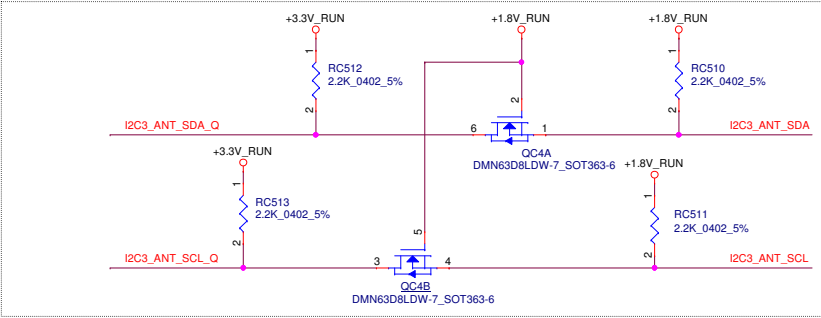 +3.3V_RUN
+1.8V_RUN
+1.8V_RUN
1
RC512
2.2K_0402_5%
2
2
1
RC510
2.2K_0402_5%
2
I2C3_ANT_SDA_Q
6
1
I2C3_ANT_SDA
QC4A
DMN63D8LDW-7_SOT363-6
+3.3V_RUN
+1.8V_RUN
1
RC513
2.2K_0402_5%
2
5
1
RC511
2.2K_0402_5%
2
I2C3_ANT_SCL_Q
3
4
I2C3_ANT_SCL
QC4B
DMN63D8LDW-7_SOT363-6